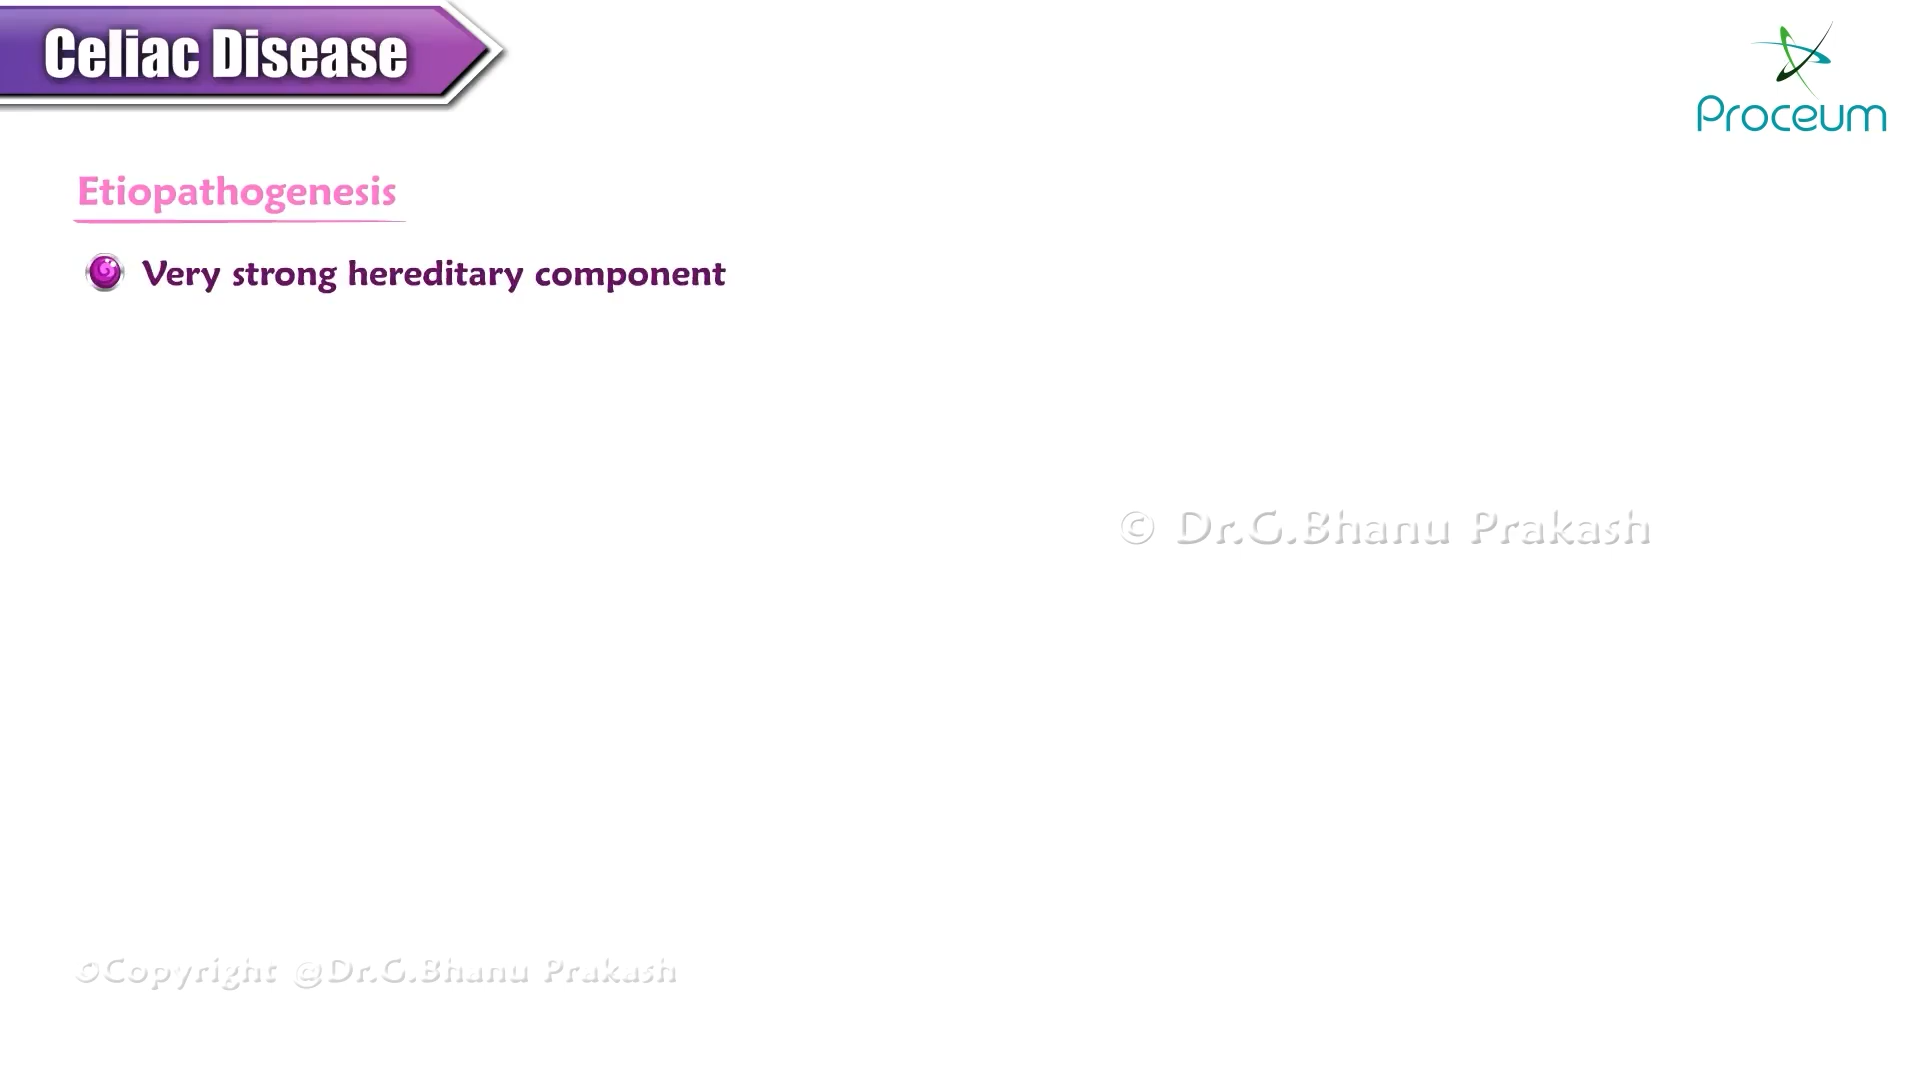 Celiac Disease
Proceum
Etiopathogenesis
Very strong hereditary component
© Dr.G.Bhanu Prakash
©Copyright @Dr.G.Bhanu Prakash